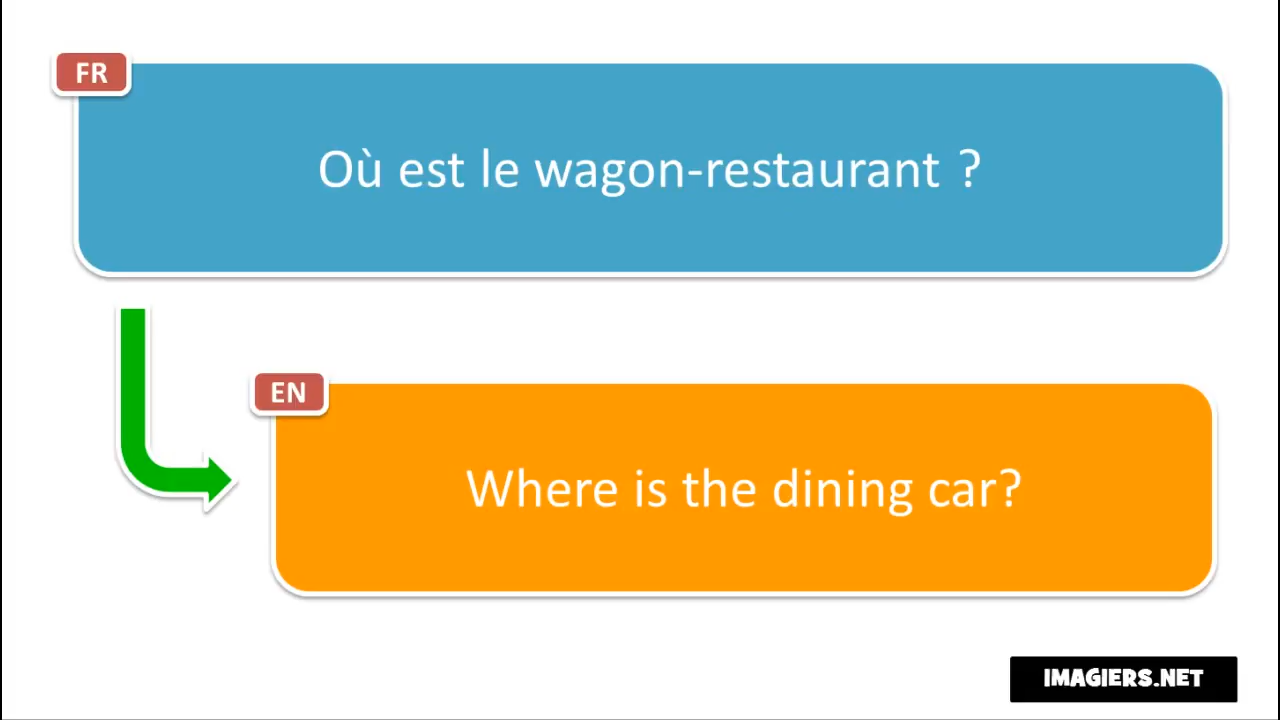 FR
Où est le wagon-restaurant ?
EN
Where is the dining car?
IMAGIERS.NET